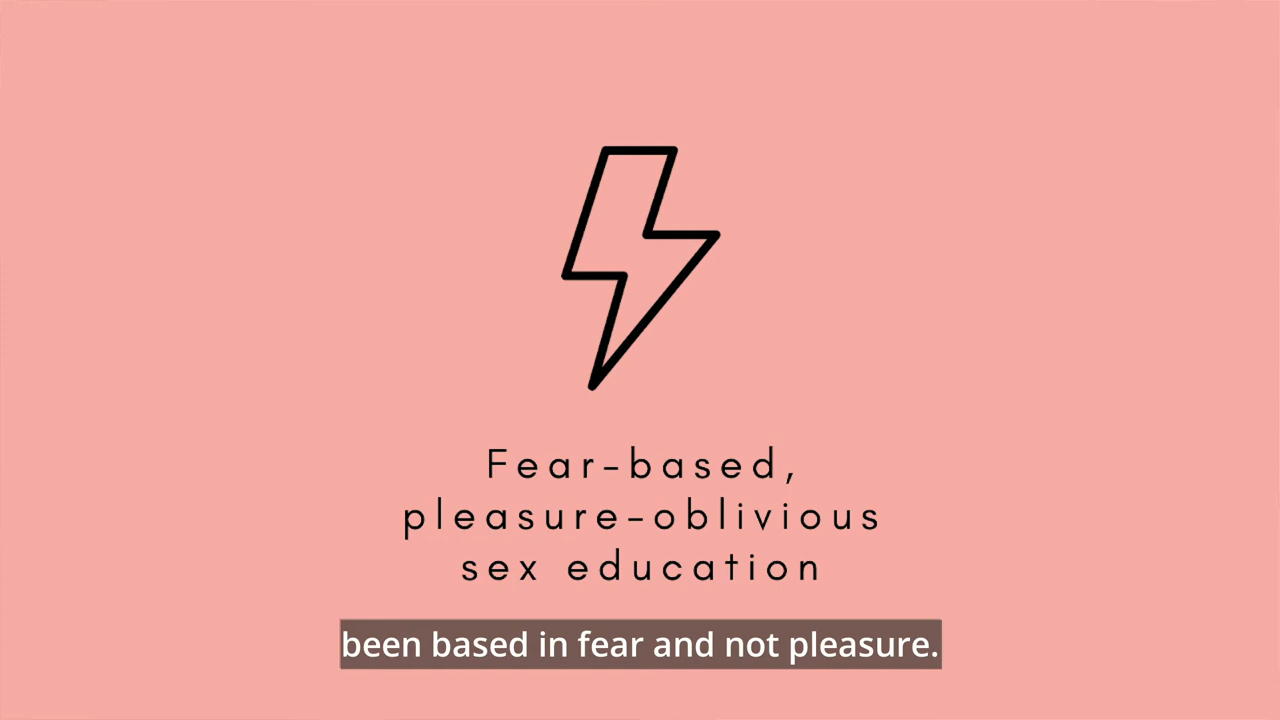 Fear-based,
pleasure-oblivious
sex education
been based in fear and not pleasure.